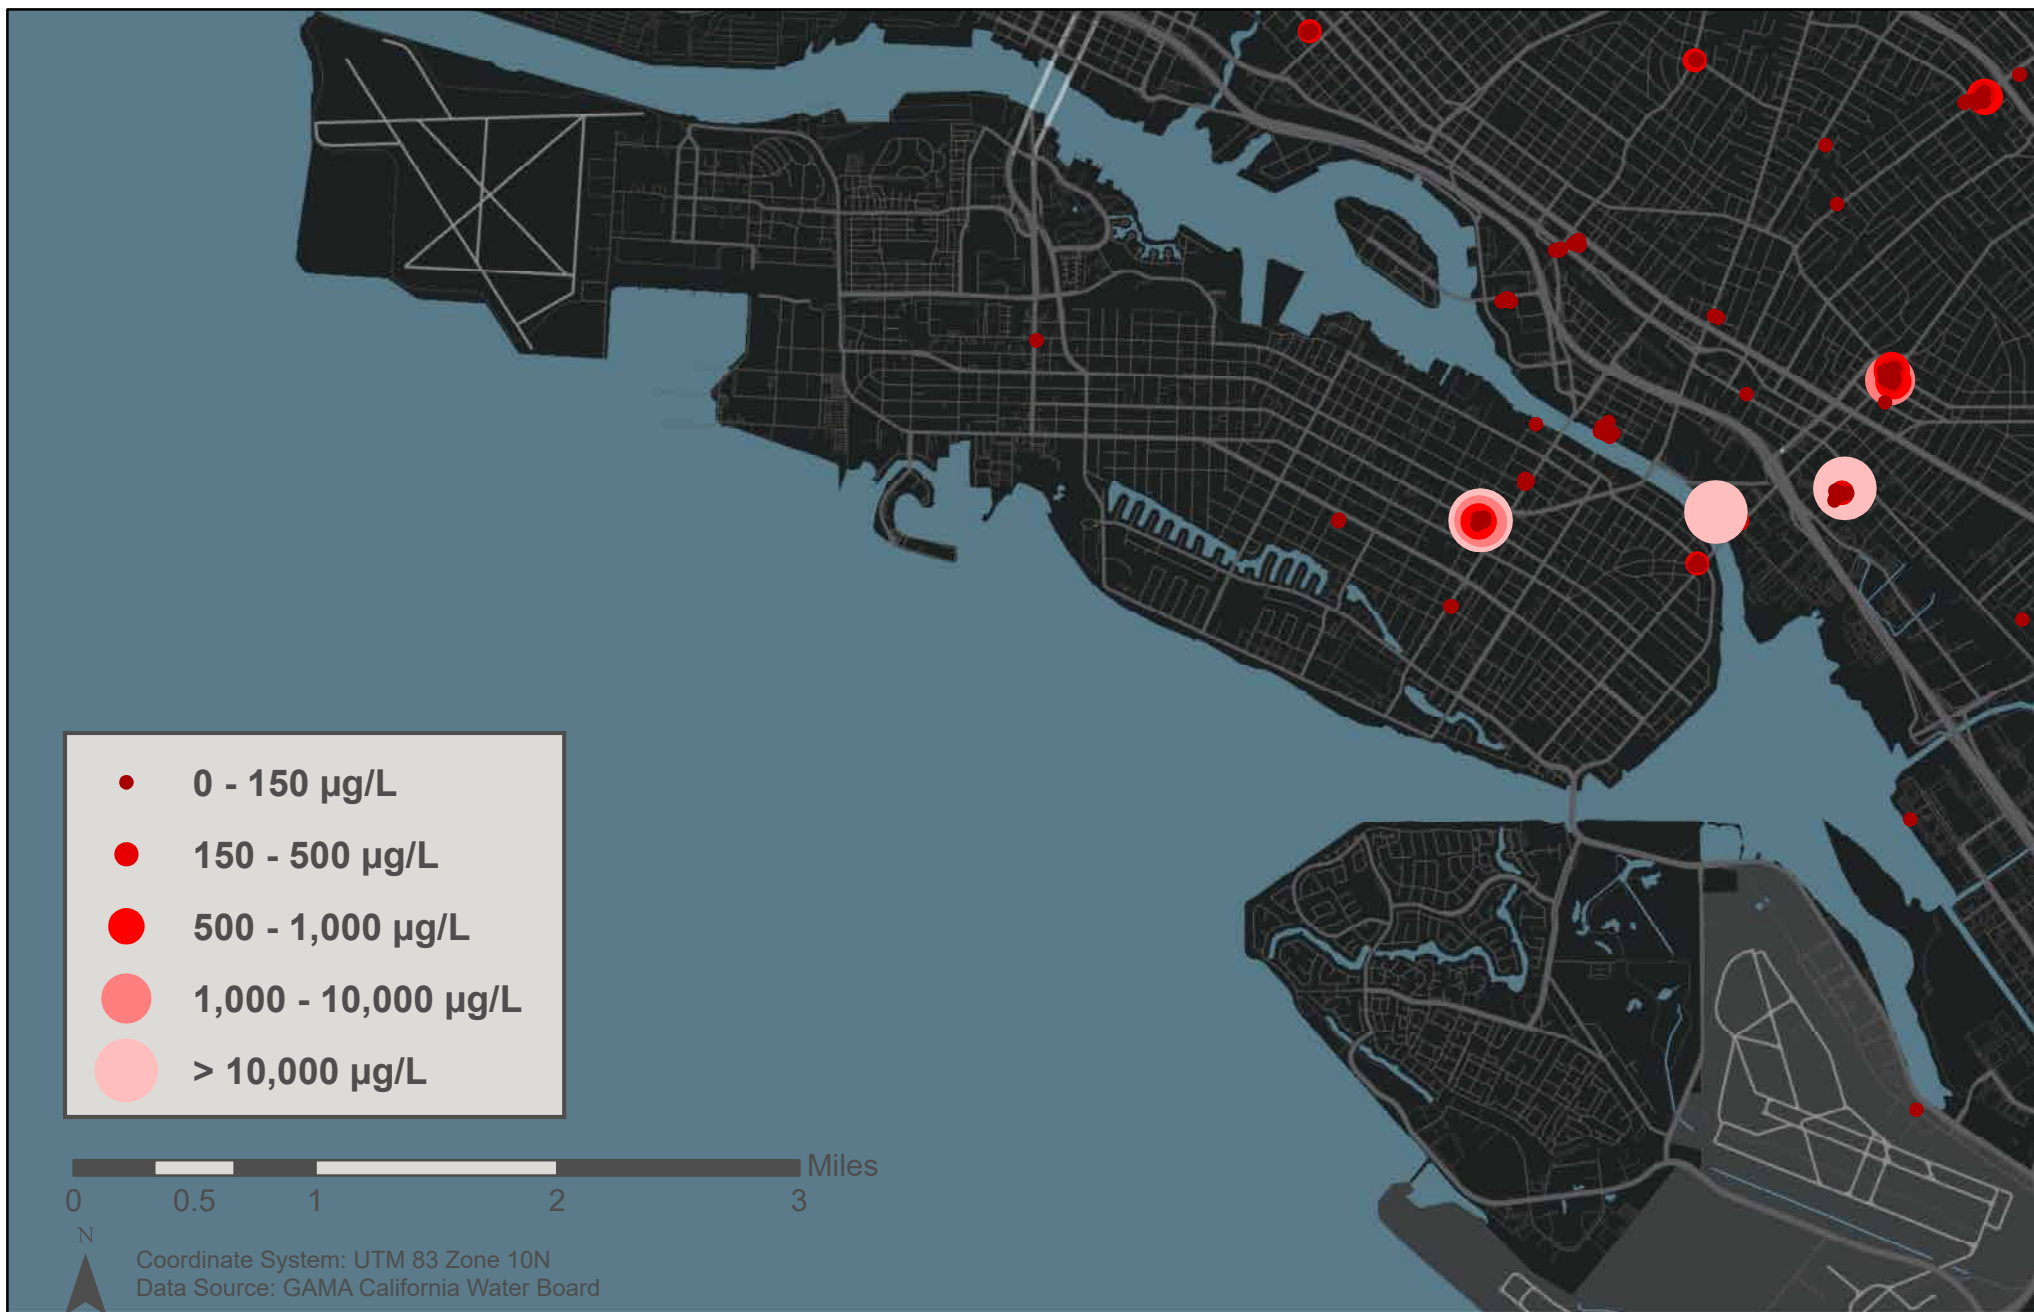 0 - 150 µg/L
150 - 500 µg/L
500 - 1,000 µg/L
1,000 - 10,000 µg/L
> 10,000 µg/L
Miles
0 0.5 1 2 3
N
Coordinate System: UTM 83 Zone 10N
Data Source: GAMA California Water Board